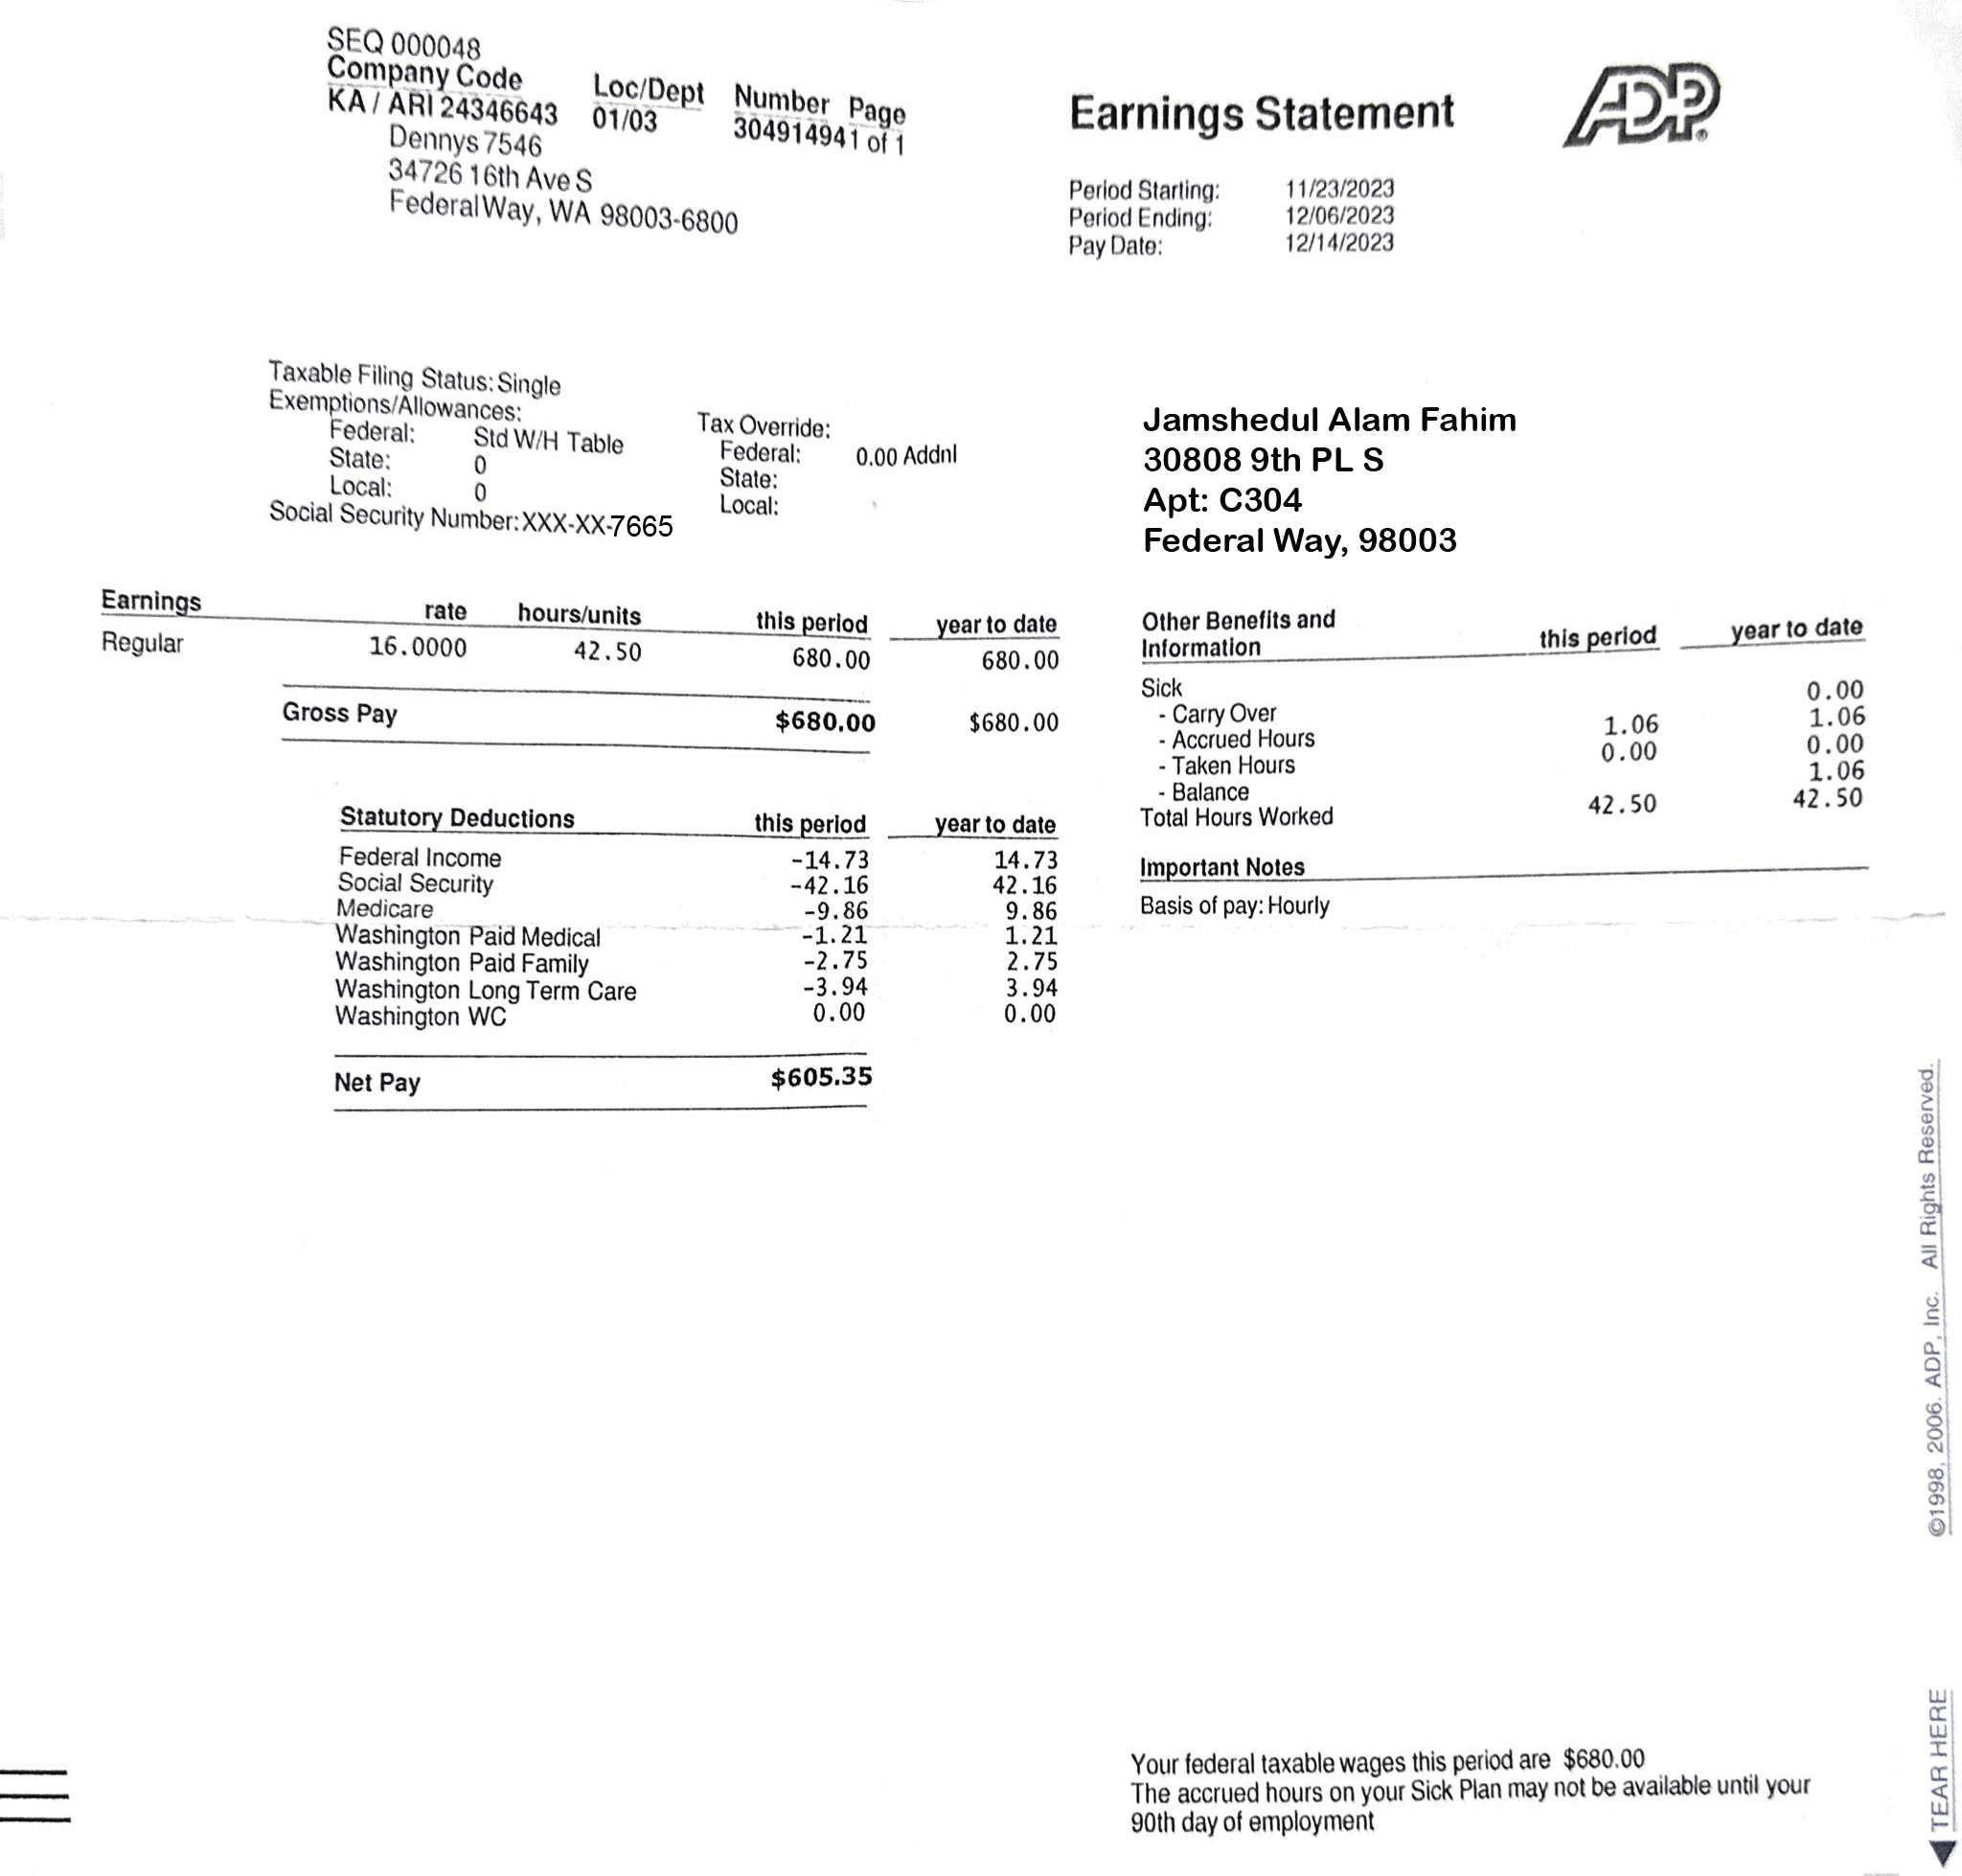 SEQ 000048
Company Code Loc/Dept Number Page
KA / ARI 24346643 01/03 304914941 of 1
Dennys 7546
34726 16th Ave S
Federal Way, WA 98003-6800
Earnings Statement
ADP®
Period Starting: 11/23/2023
Period Ending: 12/06/2023
Pay Date: 12/14/2023
Taxable Filing Status: Single
Exemptions/Allowances:
Federal: Std W/H Table
State: 0
Local: 0
Social Security Number: XXX-XX-7665
Tax Override:
Federal: 0.00 Addnl
State:
Local:
Jamshedul Alam Fahim
30808 9th PL S
Apt: C304
Federal Way, 98003
Earnings rate hours/units this period year to date
Regular 16.0000 42.50 680.00 680.00
Gross Pay $680.00 $680.00
Statutory Deductions this period year to date
Federal Income -14.73 14.73
Social Security -42.16 42.16
Medicare -9.86 9.86
Washington Paid Medical -1.21 1.21
Washington Paid Family -2.75 2.75
Washington Long Term Care -3.94 3.94
Washington WC 0.00 0.00
Net Pay $605.35
Other Benefits and
Information this period year to date
Sick 0.00
- Carry Over 1.06 1.06
- Accrued Hours 0.00 0.00
- Taken Hours 1.06
- Balance 42.50
Total Hours Worked 42.50
Important Notes
Basis of pay: Hourly
Your federal taxable wages this period are $680.00
The accrued hours on your Sick Plan may not be available until your
90th day of employment
©1998, 2006. ADP, Inc. All Rights Reserved.
TEAR HERE